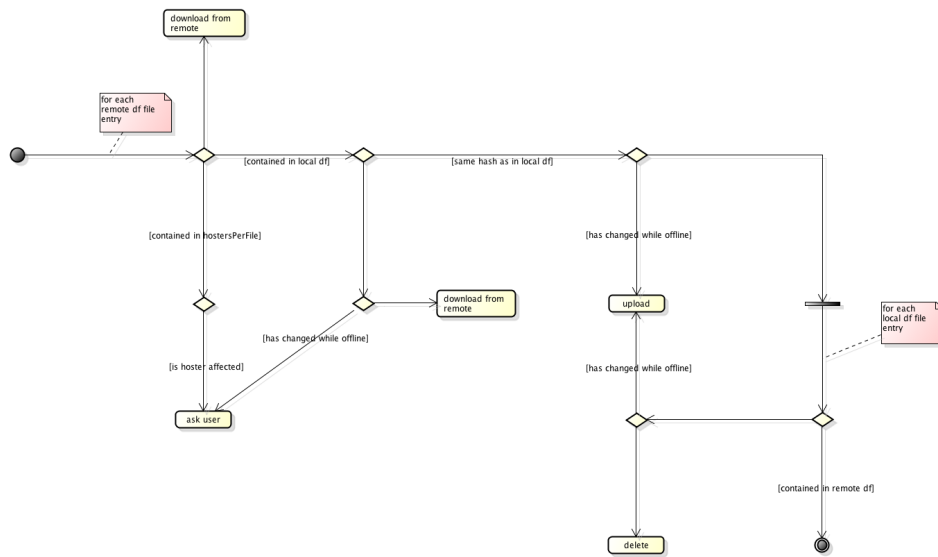 download from
remote
for each
remote df file
entry
[contained in local df]
[same hash as in local df]
[contained in hostersPerFile]
[has changed while offline]
download from
remote
upload
for each
local df file
entry
[has changed while offline]
[is hoster affected]
[has changed while offline]
ask user
[contained in remote df]
delete